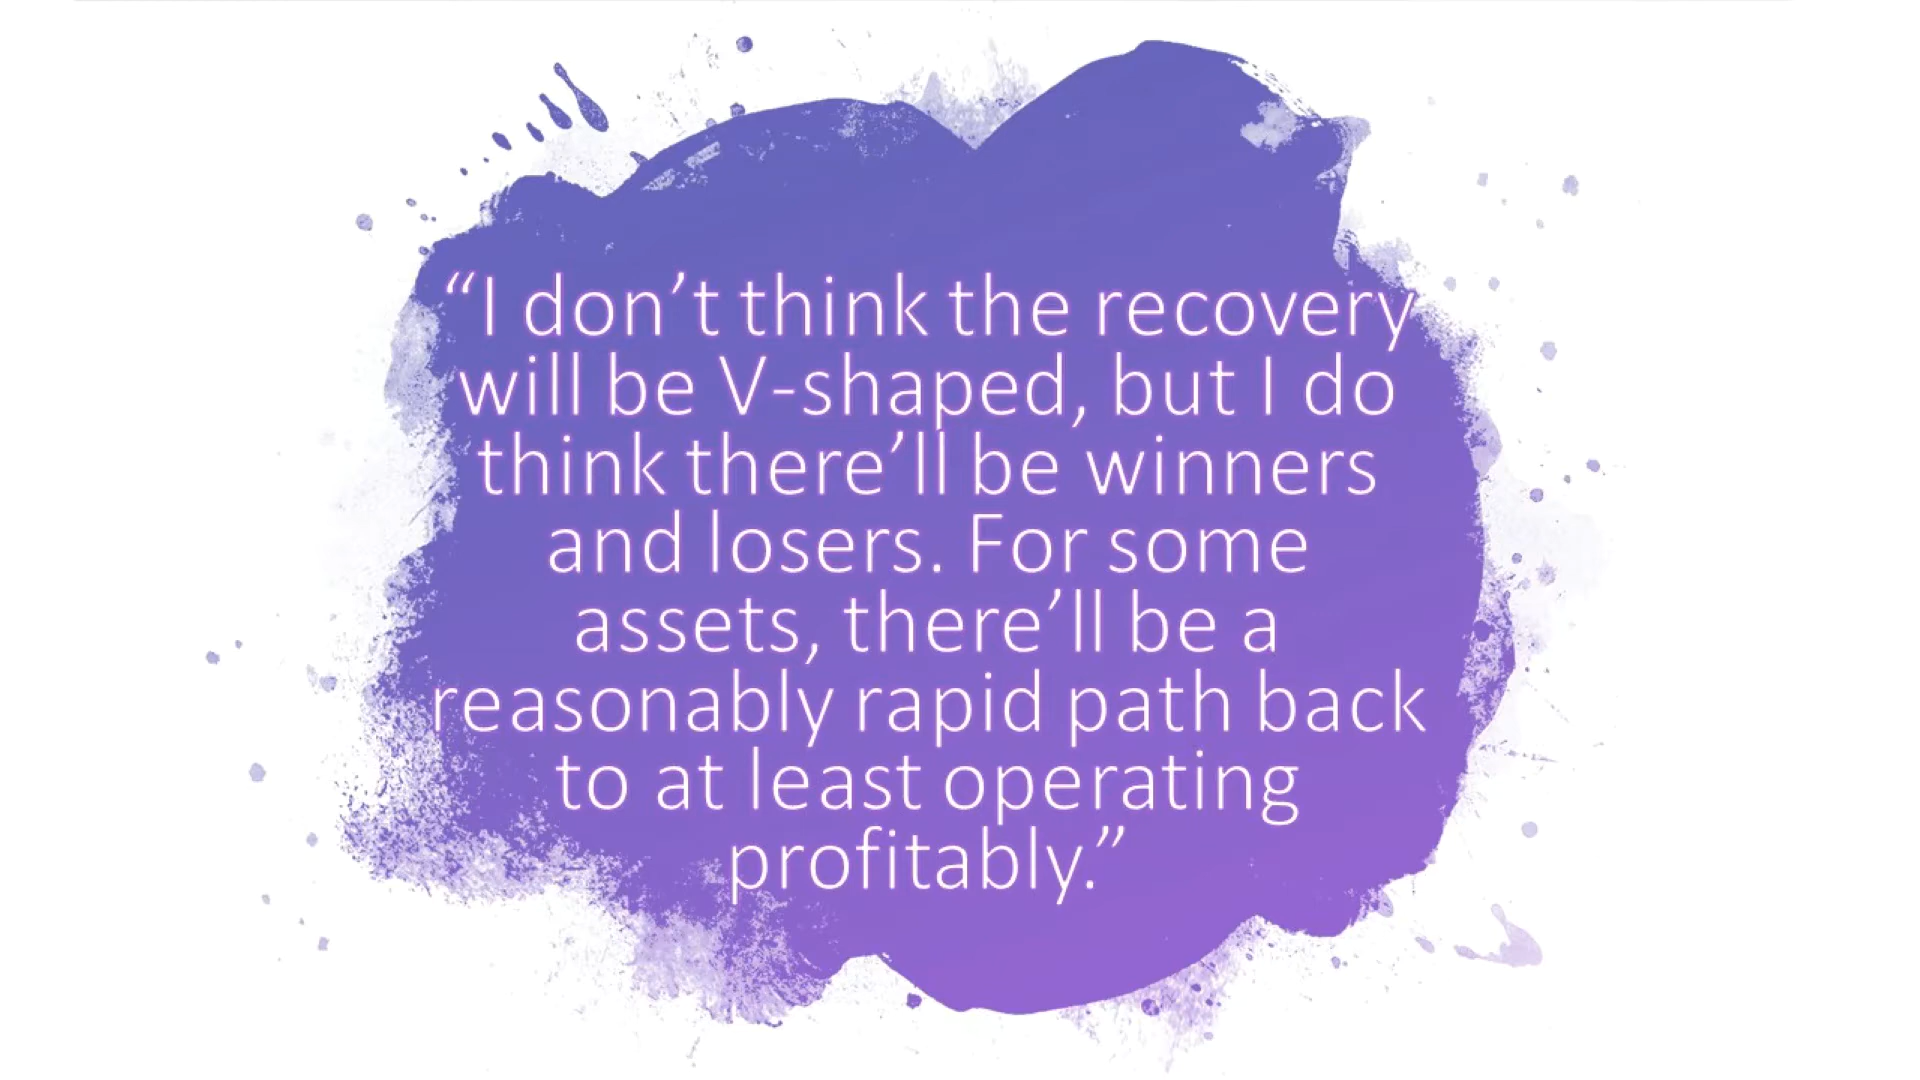 “I don’t think the recovery
will be V-shaped, but I do
think there’ll be winners
and losers. For some
assets, there’ll be a
reasonably rapid path back
to at least operating
profitably.”